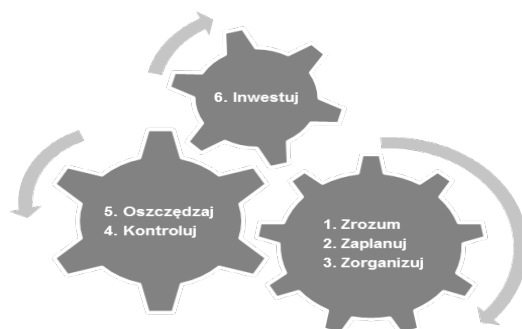 6. Inwestuj
5. Oszczędzaj
4. Kontroluj
1. Zrozum
2. Zaplanuj
3. Zorganizuj